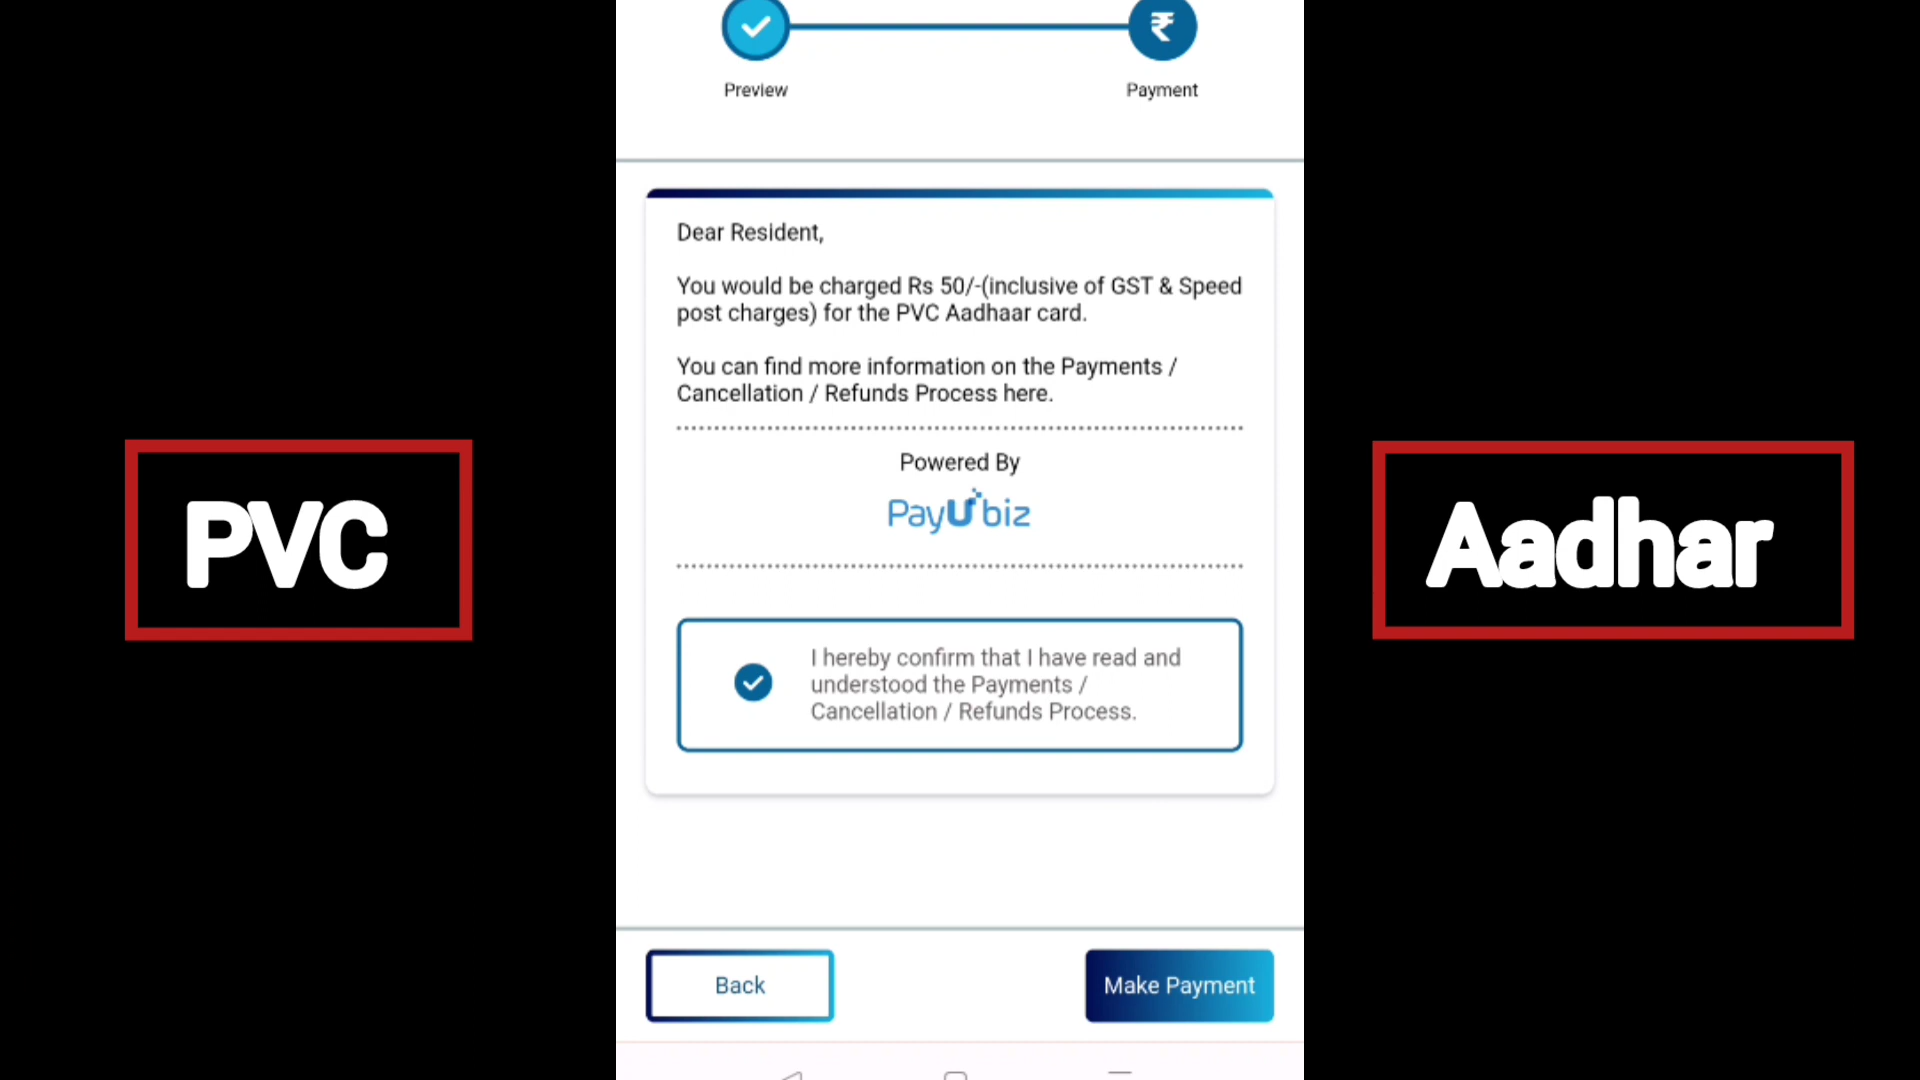 Preview
Payment
Dear Resident,
You would be charged Rs 50/-(inclusive of GST & Speed
post charges) for the PVC Aadhaar card.
You can find more information on the Payments /
Cancellation / Refunds Process here.
Powered By
PayUbiz
PVC
Aadhar
I hereby confirm that I have read and
understood the Payments /
Cancellation / Refunds Process.
Back
Make Payment